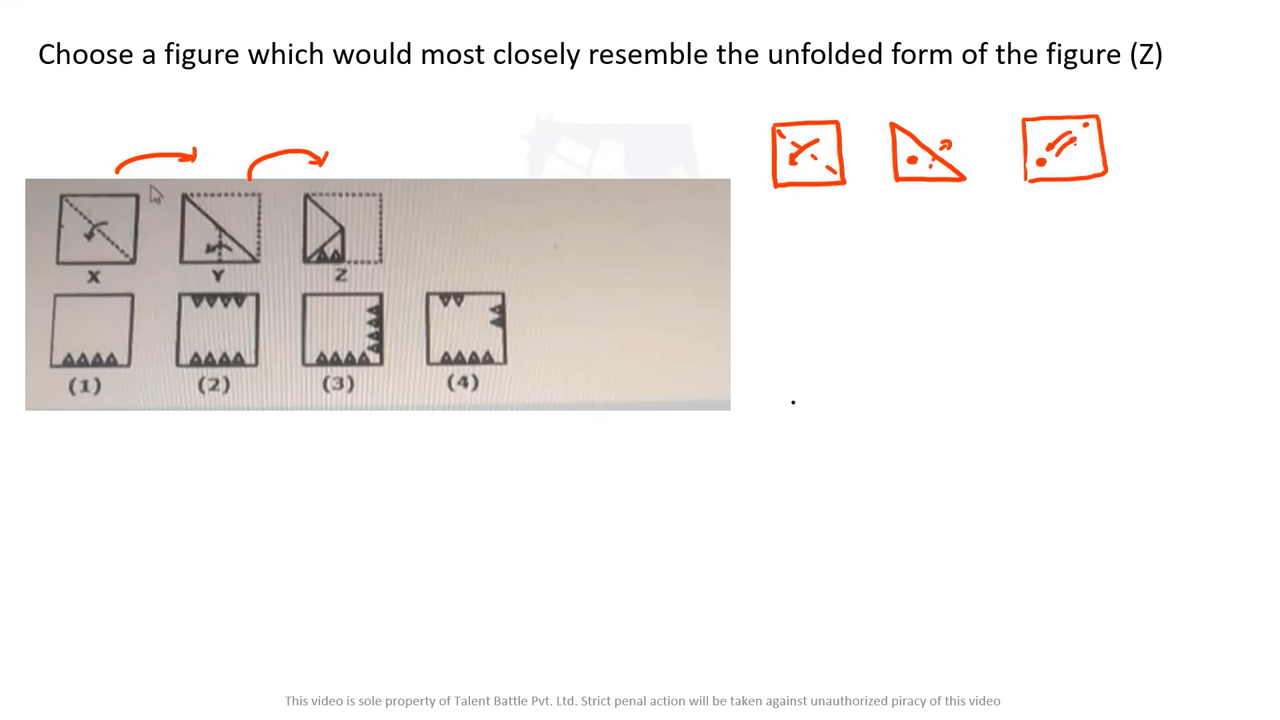 Choose a figure which would most closely resemble the unfolded form of the figure (Z)
X Y Z
(1) (2) (3) (4)
This video is sole property of Talent Battle Pvt. Ltd. Strict penal action will be taken against unauthorized piracy of this video